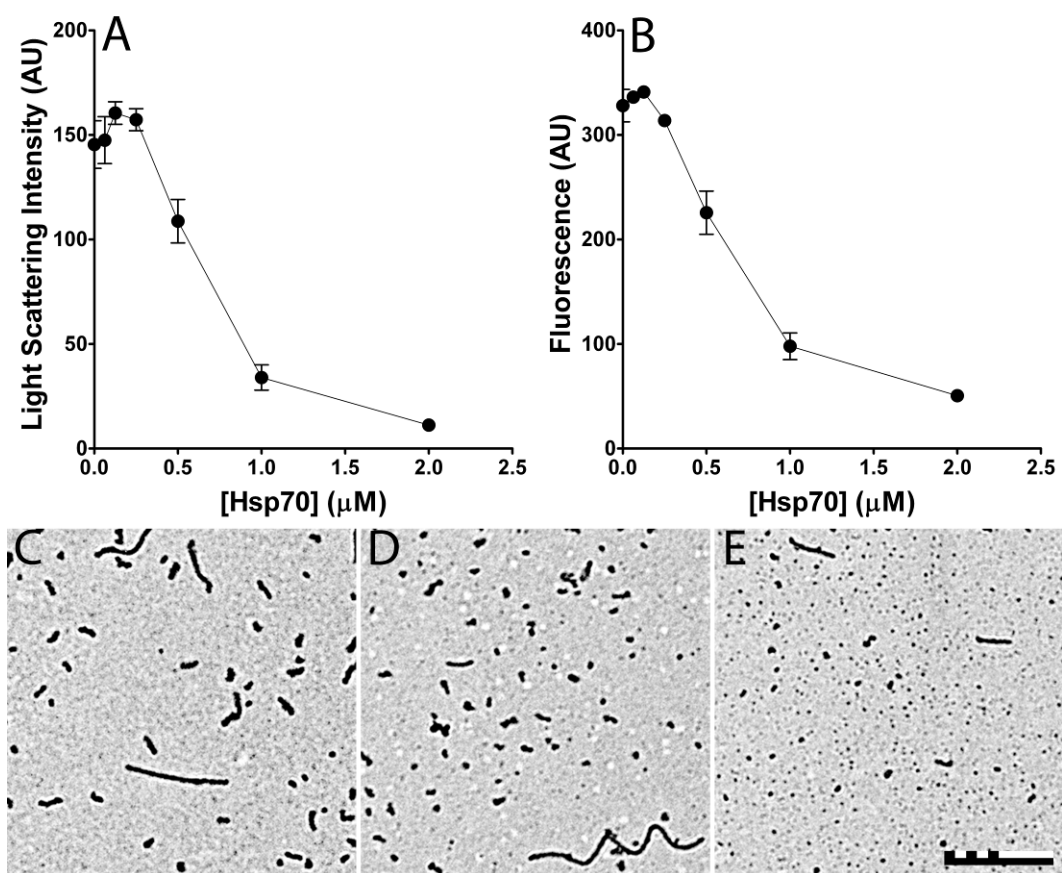 A
Light Scattering Intensity (AU)
200
150
100
50
0
0.0 0.5 1.0 1.5 2.0 2.5
[Hsp70] (μM)
B
Fluorescence (AU)
400
300
200
100
0
0.0 0.5 1.0 1.5 2.0 2.5
[Hsp70] (μM)
C
D
E